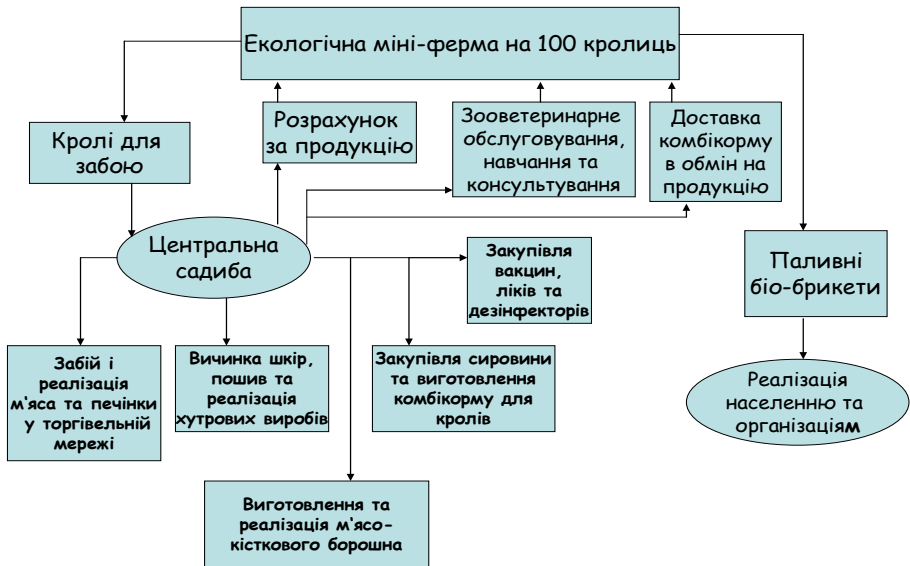 Екологічна міні-ферма на 100 кролиць
Кролі для
забою
Розрахунок
за продукцію
Зооветеринарне
обслуговування,
навчання та
консультування
Доставка
комбікорму
в обмін на
продукцію
Центральна
садиба
Закупівля
вакцин,
ліків та
дезінфекторів
Паливні
біо-брикети
Забій і
реалізація
м'яса та печінки
у торгівельній
мережі
Вичинка шкір,
пошив та
реалізація
хутрових виробів
Закупівля сировини
та виготовлення
комбікорму для
кролів
Реалізація
населенню та
організаціям
Виготовлення та
реалізація м'ясо-
кісткового борошна